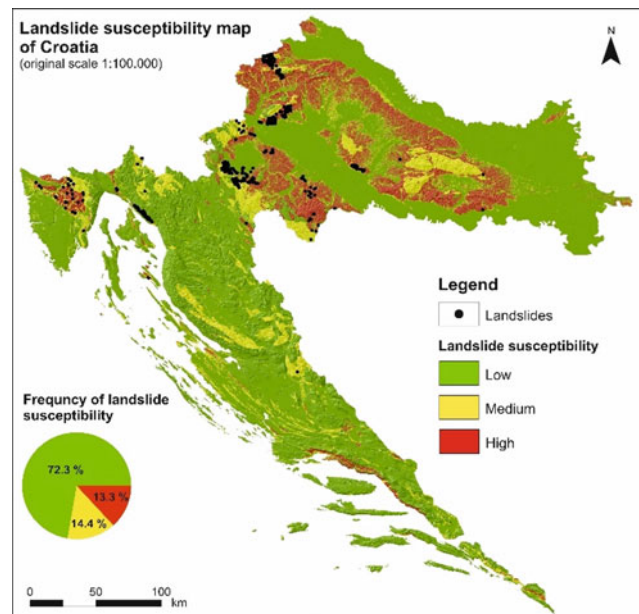 Landslide susceptibility map
of Croatia
(original scale 1:100.000)
N
Legend
Landslides
Landslide susceptibility
Low
Medium
High
Frequncy of landslide
susceptibility
72.3 %
13.3 %
14.4 %
0 50 100
km